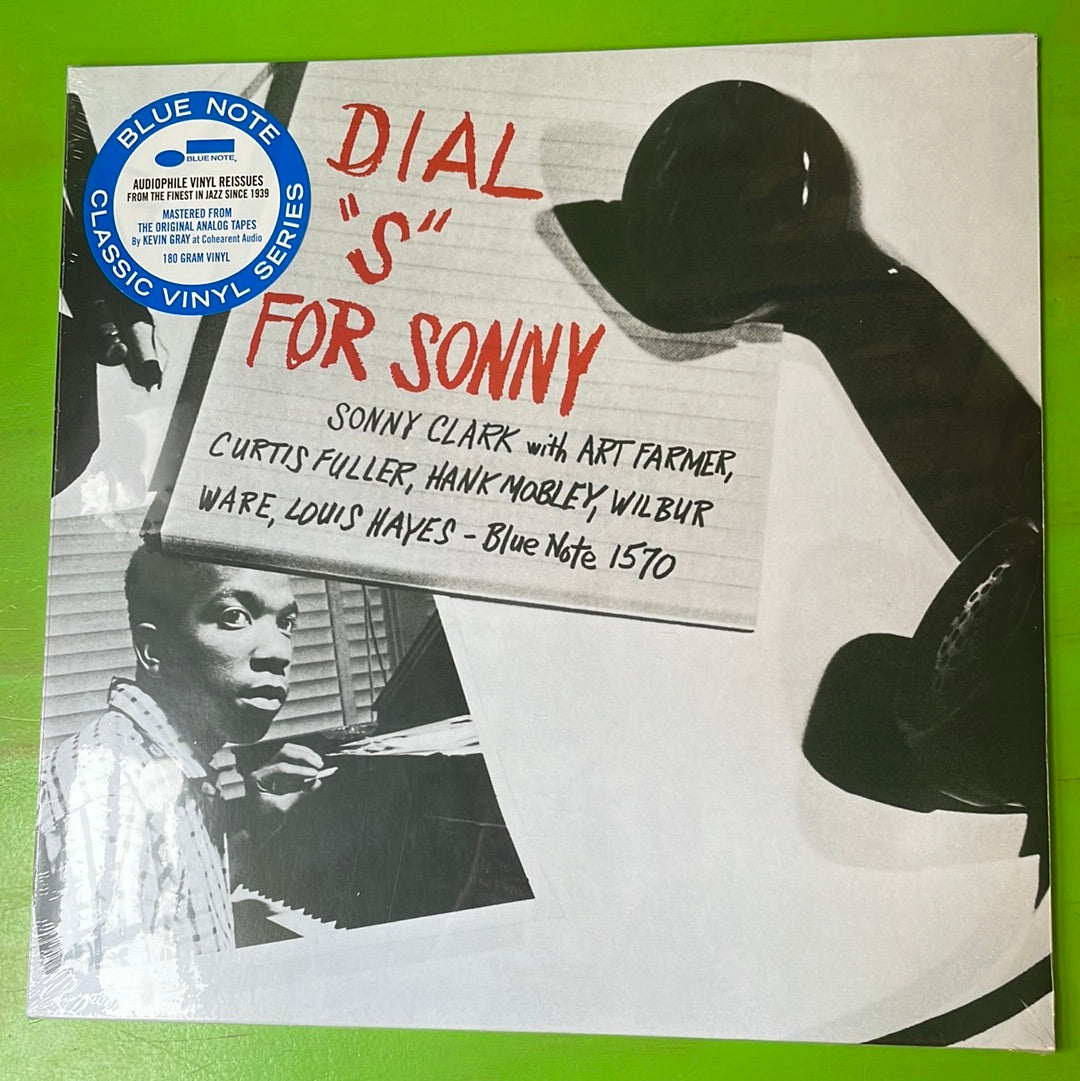 BLUE NOTE
BLUE NOTE
AUDIOPHILE VINYL REISSUES
FROM THE FINEST IN JAZZ SINCE 1939
MASTERED FROM
THE ORIGINAL ANALOG TAPES
By KEVIN GRAY at Cohearent Audio
180 GRAM VINYL
CLASSIC VINYL SERIES
DIAL
"S"
FOR SONNY
SONNY CLARK with ART FARMER,
CURTIS FULLER, HANK MOBLEY, WILBUR
WARE, LOUIS HAYES - Blue Note 1570